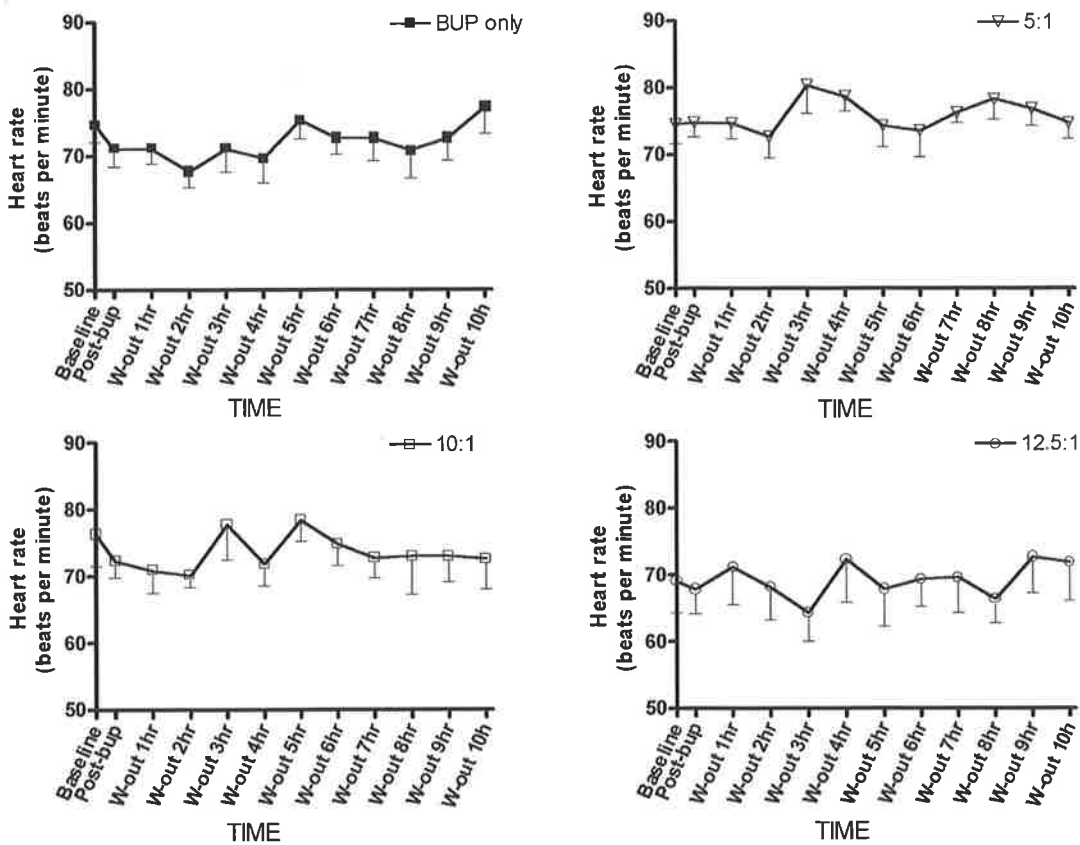 BUP only
90
80
70
60
50
Heart rate
(beats per minute)
Baseline
Post-bup
W-out 1hr
W-out 2hr
W-out 3hr
W-out 4hr
W-out 5hr
W-out 6hr
W-out 7hr
W-out 8hr
W-out 9hr
W-out 10h
TIME
5:1
90
80
70
60
50
Heart rate
(beats per minute)
Baseline
Post-bup
W-out 1hr
W-out 2hr
W-out 3hr
W-out 4hr
W-out 5hr
W-out 6hr
W-out 7hr
W-out 8hr
W-out 9hr
W-out 10h
TIME
10:1
90
80
70
60
50
Heart rate
(beats per minute)
Baseline
Post-bup
W-out 1hr
W-out 2hr
W-out 3hr
W-out 4hr
W-out 5hr
W-out 6hr
W-out 7hr
W-out 8hr
W-out 9hr
W-out 10h
TIME
12.5:1
90
80
70
60
50
Heart rate
(beats per minute)
Baseline
Post-bup
W-out 1hr
W-out 2hr
W-out 3hr
W-out 4hr
W-out 5hr
W-out 6hr
W-out 7hr
W-out 8hr
W-out 9hr
W-out 10h
TIME